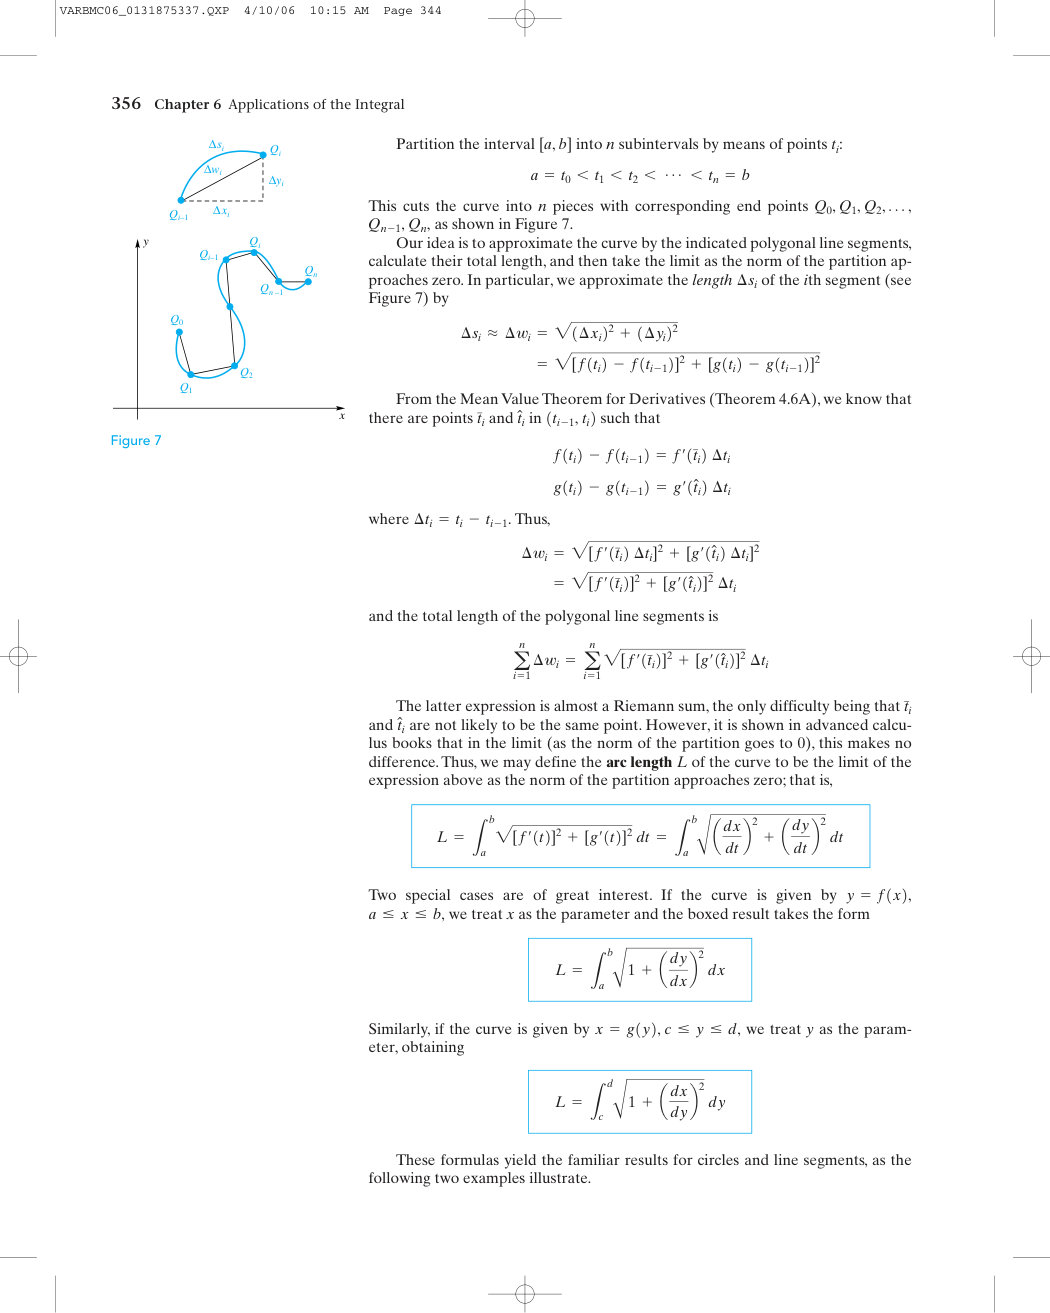 VARBMC06_0131875337.QXP 4/10/06 10:15 AM Page 344
356 Chapter 6 Applications of the Integral
Δsᵢ
Qᵢ
Δwᵢ
Δyᵢ
Qᵢ₋₁
Δxᵢ
y
Qᵢ
Qᵢ₋₁
Qₙ
Qₙ₋₁
Q₀
Q₂
Q₁
x
Figure 7
Partition the interval [a, b] into n subintervals by means of points tᵢ:
a = t₀ < t₁ < t₂ < ⋯ < tₙ = b
This cuts the curve into n pieces with corresponding end points Q₀, Q₁, Q₂, . . . ,
Qₙ₋₁, Qₙ, as shown in Figure 7.
Our idea is to approximate the curve by the indicated polygonal line segments,
calculate their total length, and then take the limit as the norm of the partition ap-
proaches zero. In particular, we approximate the length Δsᵢ of the ith segment (see
Figure 7) by
Δsᵢ ≈ Δwᵢ = √((Δxᵢ)² + (Δyᵢ)²)
= √([f(tᵢ) − f(tᵢ₋₁)]² + [g(tᵢ) − g(tᵢ₋₁)]²)
From the Mean Value Theorem for Derivatives (Theorem 4.6A), we know that
there are points t̄ᵢ and t̂ᵢ in (tᵢ₋₁, tᵢ) such that
f(tᵢ) − f(tᵢ₋₁) = f′(t̄ᵢ) Δtᵢ
g(tᵢ) − g(tᵢ₋₁) = g′(t̂ᵢ) Δtᵢ
where Δtᵢ = tᵢ − tᵢ₋₁. Thus,
Δwᵢ = √([f′(t̄ᵢ) Δtᵢ]² + [g′(t̂ᵢ) Δtᵢ]²)
= √([f′(t̄ᵢ)]² + [g′(t̂ᵢ)]²) Δtᵢ
and the total length of the polygonal line segments is
∑ᵢ₌₁ⁿ Δwᵢ = ∑ᵢ₌₁ⁿ √([f′(t̄ᵢ)]² + [g′(t̂ᵢ)]²) Δtᵢ
The latter expression is almost a Riemann sum, the only difficulty being that t̄ᵢ
and t̂ᵢ are not likely to be the same point. However, it is shown in advanced calcu-
lus books that in the limit (as the norm of the partition goes to 0), this makes no
difference. Thus, we may define the arc length L of the curve to be the limit of the
expression above as the norm of the partition approaches zero; that is,
L = ∫ₐᵇ √([f′(t)]² + [g′(t)]²) dt = ∫ₐᵇ √((dx/dt)² + (dy/dt)²) dt
Two special cases are of great interest. If the curve is given by y = f(x),
a ≤ x ≤ b, we treat x as the parameter and the boxed result takes the form
L = ∫ₐᵇ √(1 + (dy/dx)²) dx
Similarly, if the curve is given by x = g(y), c ≤ y ≤ d, we treat y as the param-
eter, obtaining
L = ∫_c^d √(1 + (dx/dy)²) dy
These formulas yield the familiar results for circles and line segments, as the
following two examples illustrate.